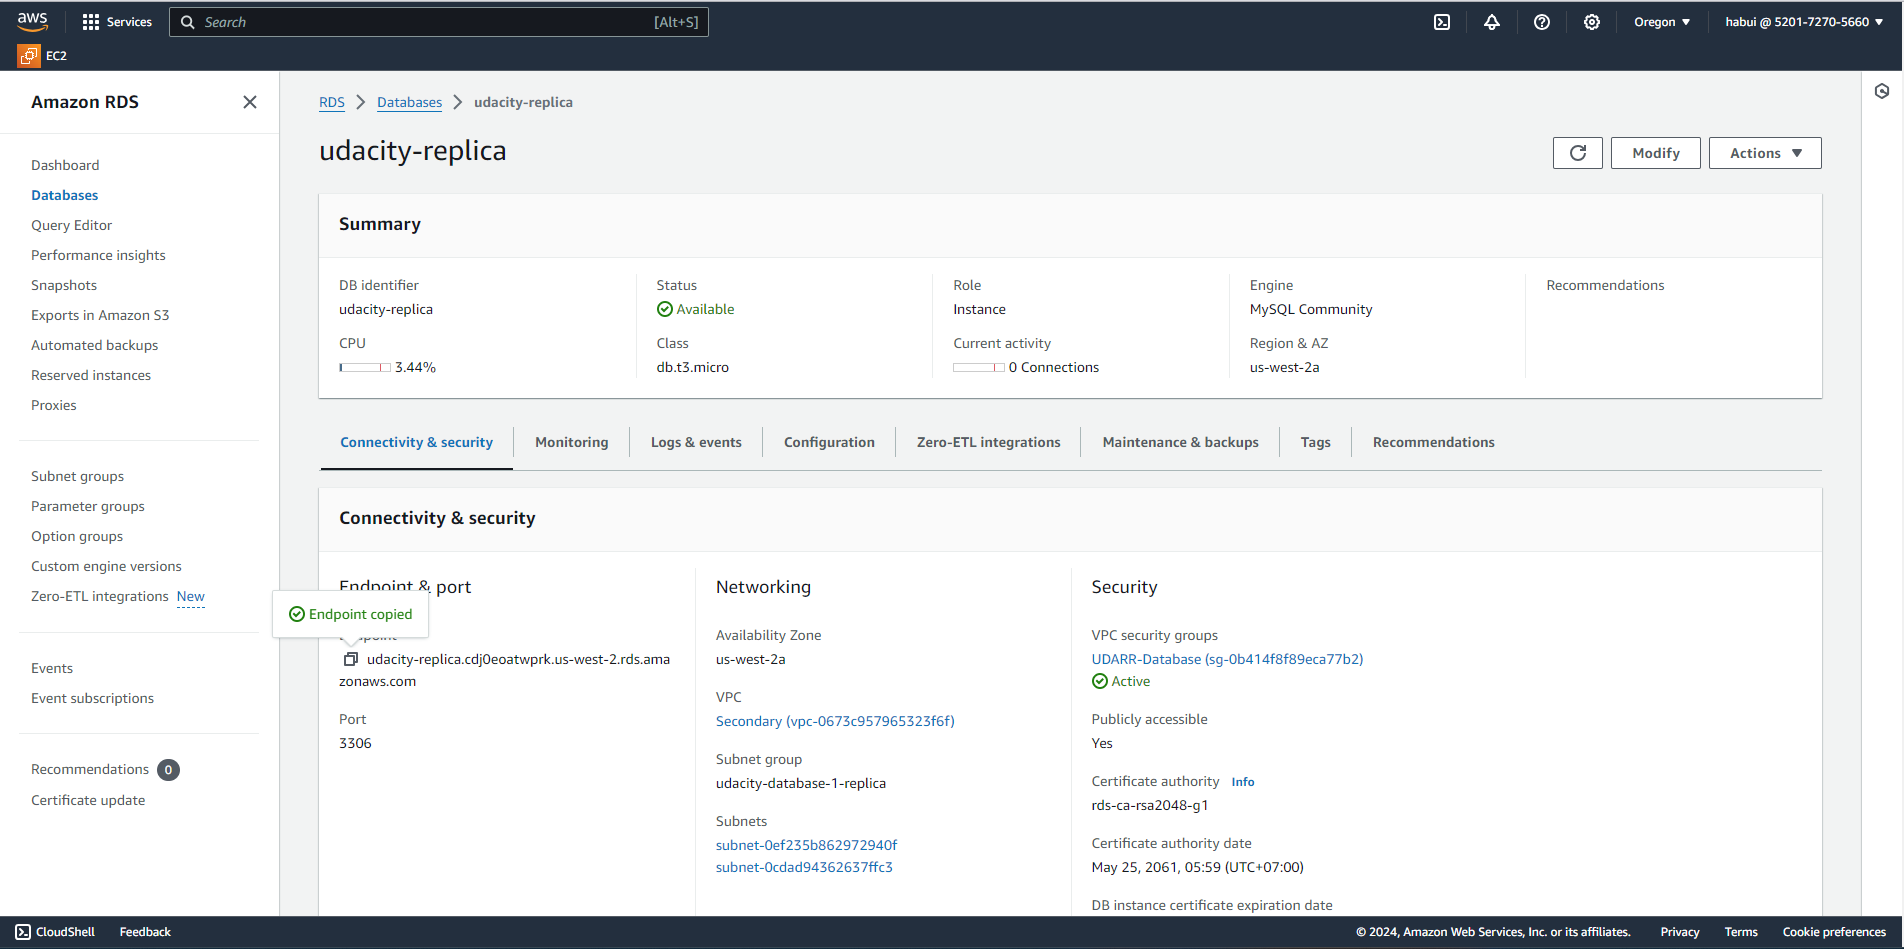 aws
Services
Search
[Alt+S]
Oregon ▼
habui @ 5201-7270-5660 ▼
EC2
Amazon RDS
Dashboard
Databases
Query Editor
Performance insights
Snapshots
Exports in Amazon S3
Automated backups
Reserved instances
Proxies
Subnet groups
Parameter groups
Option groups
Custom engine versions
Zero-ETL integrations New
Events
Event subscriptions
Recommendations 0
Certificate update
RDS > Databases > udacity-replica
udacity-replica
Modify
Actions ▼
Summary
DB identifier
udacity-replica
CPU
3.44%
Status
Available
Class
db.t3.micro
Role
Instance
Current activity
0 Connections
Engine
MySQL Community
Region & AZ
us-west-2a
Recommendations
Connectivity & security
Monitoring
Logs & events
Configuration
Zero-ETL integrations
Maintenance & backups
Tags
Recommendations
Connectivity & security
Endpoint & port
Endpoint copied
Endpoint
udacity-replica.cdj0eoatwprk.us-west-2.rds.ama
zonaws.com
Port
3306
Networking
Availability Zone
us-west-2a
VPC
Secondary (vpc-0673c957965323f6f)
Subnet group
udacity-database-1-replica
Subnets
subnet-0ef235b862972940f
subnet-0cdad94362637ffc3
Security
VPC security groups
UDARR-Database (sg-0b414f8f89eca77b2)
Active
Publicly accessible
Yes
Certificate authority Info
rds-ca-rsa2048-g1
Certificate authority date
May 25, 2061, 05:59 (UTC+07:00)
DB instance certificate expiration date
CloudShell
Feedback
© 2024, Amazon Web Services, Inc. or its affiliates.
Privacy
Terms
Cookie preferences